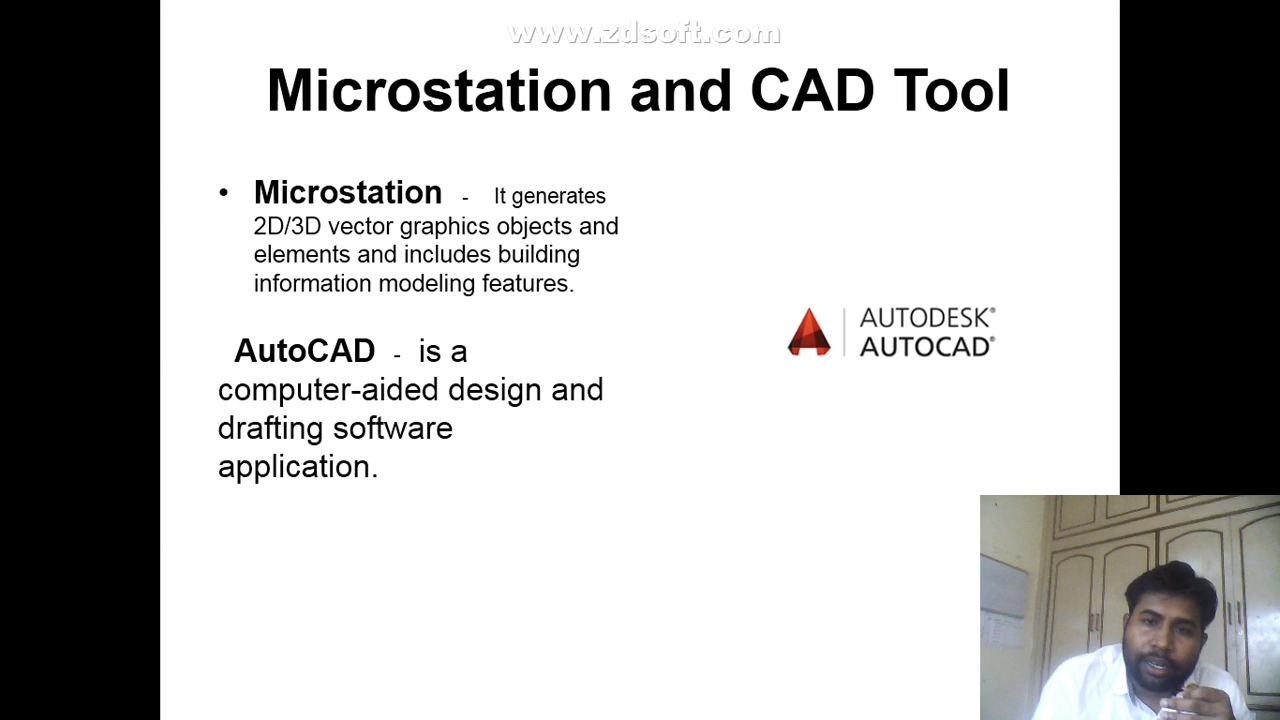 www.zdsoft.com
Microstation and CAD Tool
• Microstation - It generates
2D/3D vector graphics objects and
elements and includes building
information modeling features.
AutoCAD - is a
computer-aided design and
drafting software
application.
AUTODESK®
AUTOCAD®